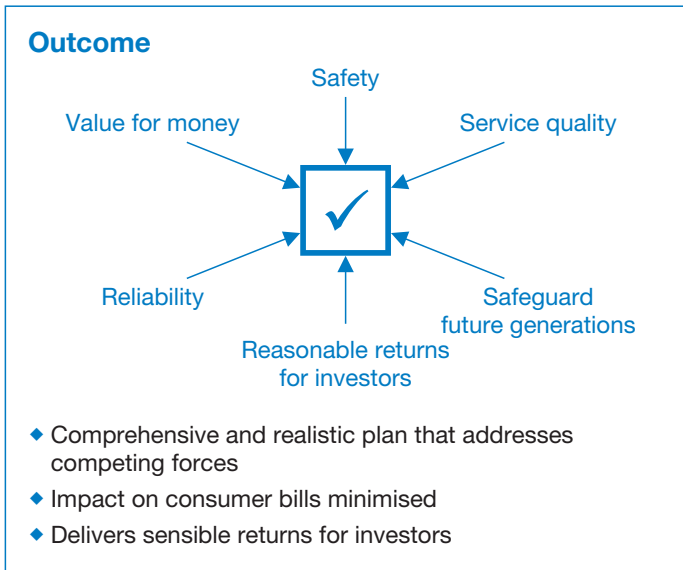 Outcome
Safety
Value for money
Service quality
Reliability
Safeguard
future generations
Reasonable returns
for investors
Comprehensive and realistic plan that addresses
competing forces
Impact on consumer bills minimised
Delivers sensible returns for investors